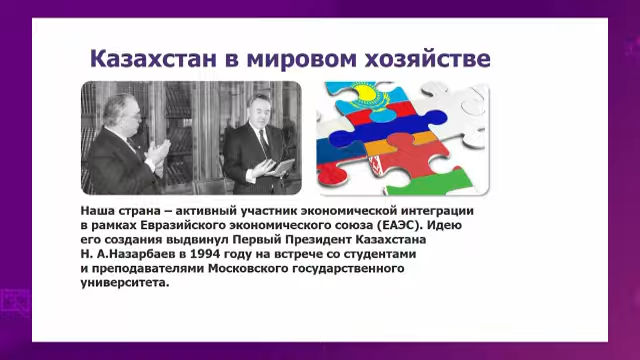 Казахстан в мировом хозяйстве
Наша страна – активный участник экономической интеграции
в рамках Евразийского экономического союза (ЕАЭС). Идею
его создания выдвинул Первый Президент Казахстана
Н. А.Назарбаев в 1994 году на встрече со студентами
и преподавателями Московского государственного
университета.